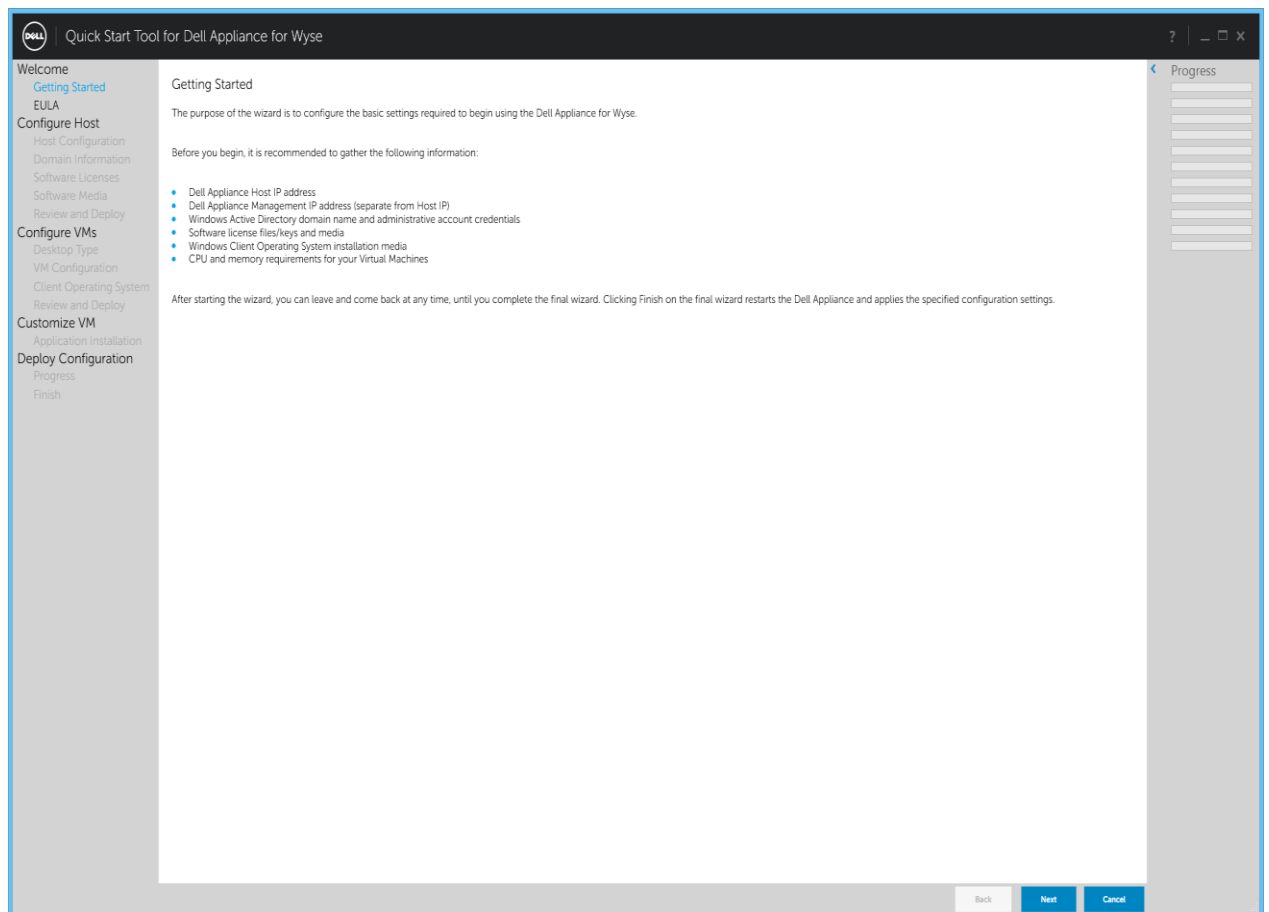 DELL
Quick Start Tool for Dell Appliance for Wyse
?
Welcome
Getting Started
EULA
Configure Host
Host Configuration
Domain Information
Software Licenses
Software Media
Review and Deploy
Configure VMs
Desktop Type
VM Configuration
Client Operating System
Review and Deploy
Customize VM
Application Installation
Deploy Configuration
Progress
Finish
Getting Started
The purpose of the wizard is to configure the basic settings required to begin using the Dell Appliance for Wyse.
Before you begin, it is recommended to gather the following information:
• Dell Appliance Host IP address
• Dell Appliance Management IP address (separate from Host IP)
• Windows Active Directory domain name and administrative account credentials
• Software license files/keys and media
• Windows Client Operating System installation media
• CPU and memory requirements for your Virtual Machines
After starting the wizard, you can leave and come back at any time, until you complete the final wizard. Clicking Finish on the final wizard restarts the Dell Appliance and applies the specified configuration settings.
Progress
Back
Next
Cancel